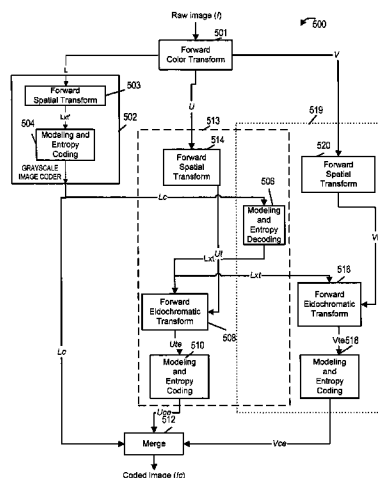 Raw image (I)
500
501
Forward
Color Transform
L
V
U
Forward
Spatial Transform
503
Lxf
504
Modeling and
Entropy
Coding
502
GRAYSCALE
IMAGE CODER
513
519
514
Forward
Spatial
Transform
520
Forward
Spatial
Transform
Lc
506
Modeling
and
Entropy
Decoding
Ut
Lxt
Lxt
516
Forward
Eidochromatic
Transform
Forward
Eidochromatic
Transform
508
Ute
510
Modeling
and
Entropy
Coding
Vte
518
Modeling
and
Entropy
Coding
Lc
Uce
512
Merge
Vce
Coded image (Ic)